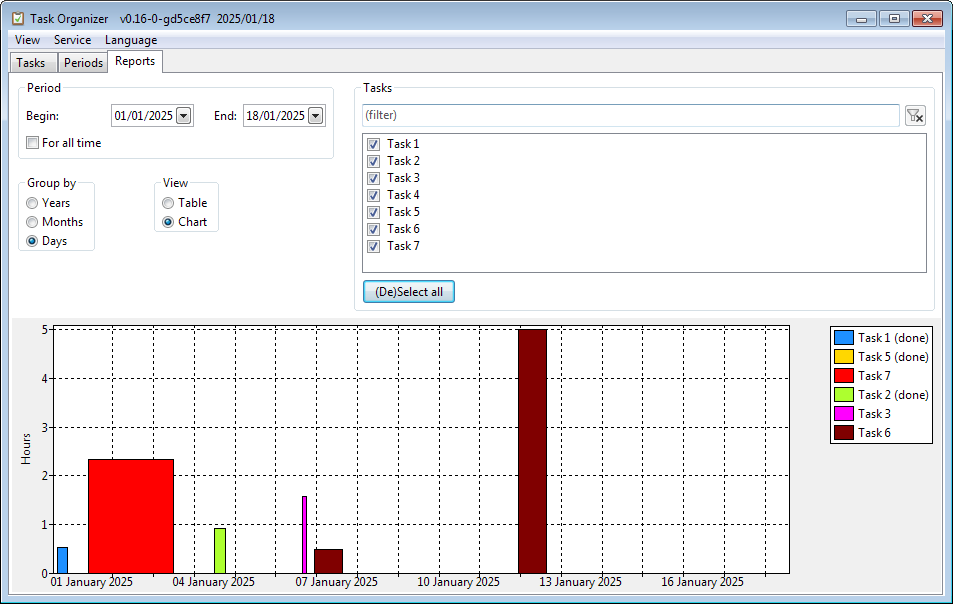 Task Organizer v0.16-0-gd5ce8f7 2025/01/18
View Service Language
Tasks Periods Reports
Period
Begin: 01/01/2025 End: 18/01/2025
For all time
Group by
Years
Months
Days
View
Table
Chart
Tasks
(filter)
Task 1
Task 2
Task 3
Task 4
Task 5
Task 6
Task 7
(De)Select all
Hours
5
4
3
2
1
0
01 January 2025 04 January 2025 07 January 2025 10 January 2025 13 January 2025 16 January 2025
Task 1 (done)
Task 5 (done)
Task 7
Task 2 (done)
Task 3
Task 6